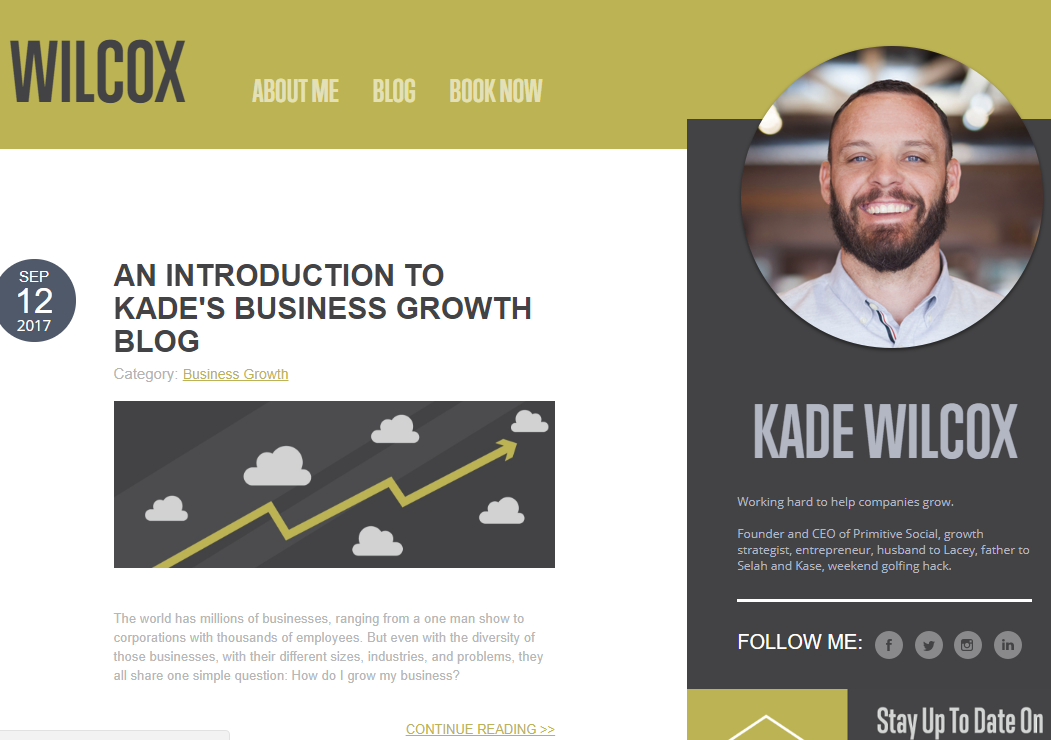 WILCOX
ABOUT ME BLOG BOOK NOW
SEP
12
2017
AN INTRODUCTION TO
KADE'S BUSINESS GROWTH
BLOG
Category: Business Growth
The world has millions of businesses, ranging from a one man show to
corporations with thousands of employees. But even with the diversity of
those businesses, with their different sizes, industries, and problems, they
all share one simple question: How do I grow my business?
CONTINUE READING >>
KADE WILCOX
Working hard to help companies grow.
Founder and CEO of Primitive Social, growth
strategist, entrepreneur, husband to Lacey, father to
Selah and Kase, weekend golfing hack.
FOLLOW ME: f in
Stay Up To Date On